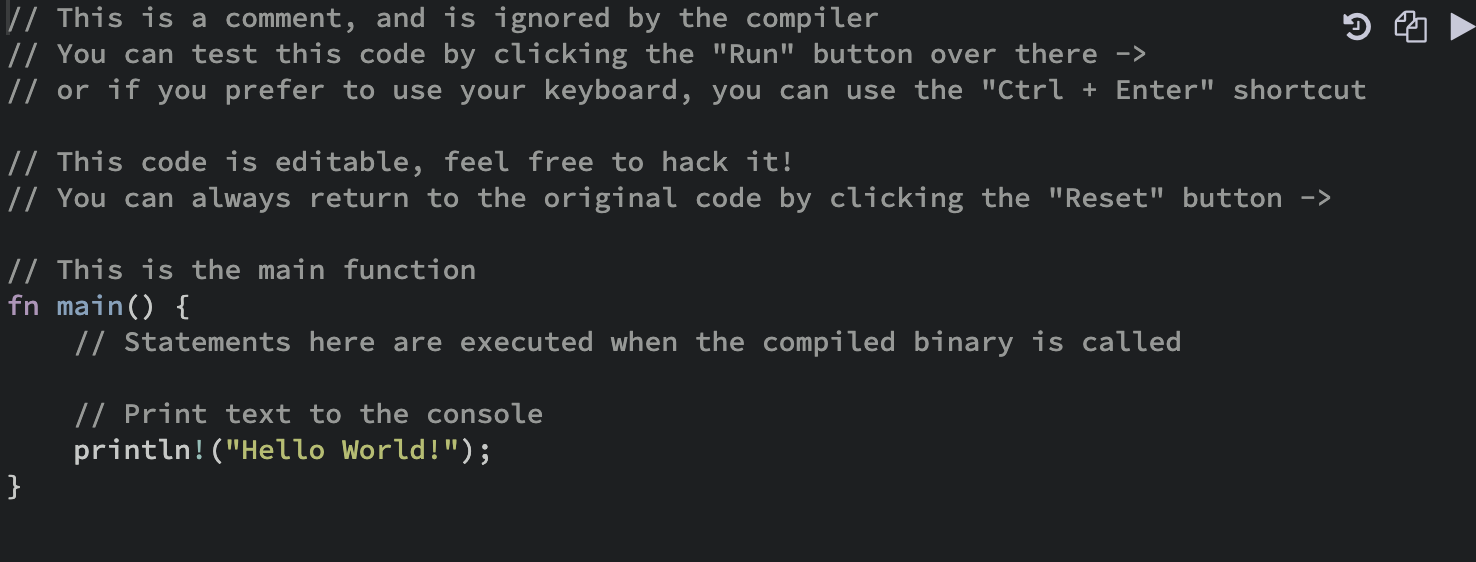 // This is a comment, and is ignored by the compiler
// You can test this code by clicking the "Run" button over there ->
// or if you prefer to use your keyboard, you can use the "Ctrl + Enter" shortcut
// This code is editable, feel free to hack it!
// You can always return to the original code by clicking the "Reset" button ->
// This is the main function
fn main() {
    // Statements here are executed when the compiled binary is called
    // Print text to the console
    println!("Hello World!");
}